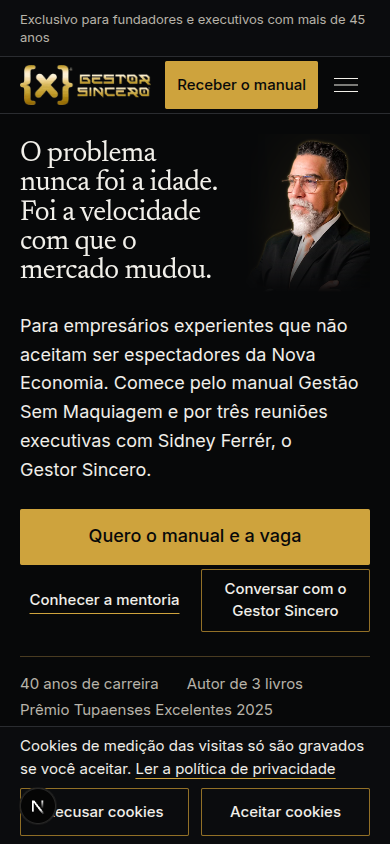 Exclusivo para fundadores e executivos com mais de 45
anos
{x} GESTOR
SINCERO
Receber o manual
O problema
nunca foi a idade.
Foi a velocidade
com que o
mercado mudou.
Para empresários experientes que não
aceitam ser espectadores da Nova
Economia. Comece pelo manual Gestão
Sem Maquiagem e por três reuniões
executivas com Sidney Ferrér, o
Gestor Sincero.
Quero o manual e a vaga
Conhecer a mentoria
Conversar com o
Gestor Sincero
40 anos de carreira
Autor de 3 livros
Prêmio Tupaenses Excelentes 2025
Cookies de medição das visitas só são gravados
se você aceitar. Ler a política de privacidade
N
ecusar cookies
Aceitar cookies